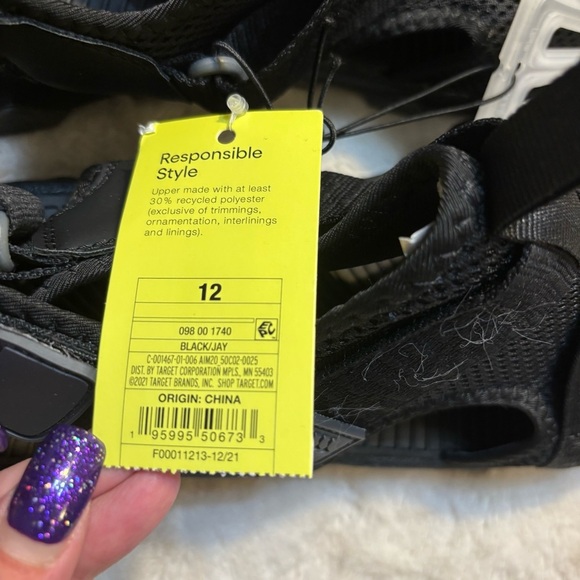 Responsible
Style
Upper made with at least
30% recycled polyester
(exclusive of trimmings,
ornamentation, interlinings
and linings).
12
098 00 1740
BLACK/JAY
C-001467-01-006 AIM20_50C02-0025
DIST. BY TARGET CORPORATION MPLS, MN 55403
©2021 TARGET BRANDS, INC. SHOP TARGET.COM
ORIGIN: CHINA
1 95995 50673 3
F00011213-12/21